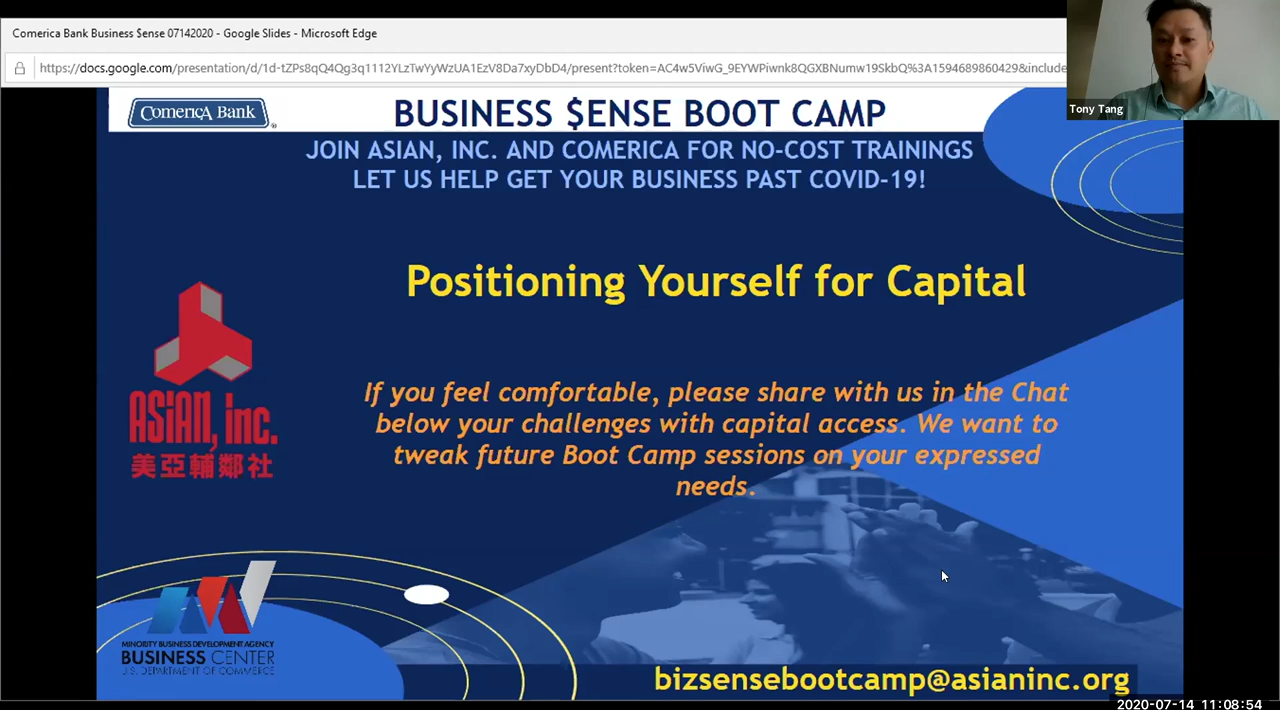 Comerica Bank Business $ense 07142020 - Google Slides - Microsoft Edge
https://docs.google.com/presentation/d/1d-tZPs8qQ4Qg3q1112YLzTwYyWzUA1EzV8Da7xyDbD4/present?token=AC4w5ViwG_9EYWPiwnk8QGXBNumw19SkbQ%3A1594689860429&include
Tony Tang
Comerica Bank
BUSINESS $ENSE BOOT CAMP
JOIN ASIAN, INC. AND COMERICA FOR NO-COST TRAININGS
LET US HELP GET YOUR BUSINESS PAST COVID-19!
Positioning Yourself for Capital
If you feel comfortable, please share with us in the Chat
below your challenges with capital access. We want to
tweak future Boot Camp sessions on your expressed
needs.
ASIAN, inc.
美亞輔鄰社
MINORITY BUSINESS DEVELOPMENT AGENCY
BUSINESS CENTER
U.S. DEPARTMENT OF COMMERCE
bizsensebootcamp@asianinc.org
2020-07-14 11:08:54